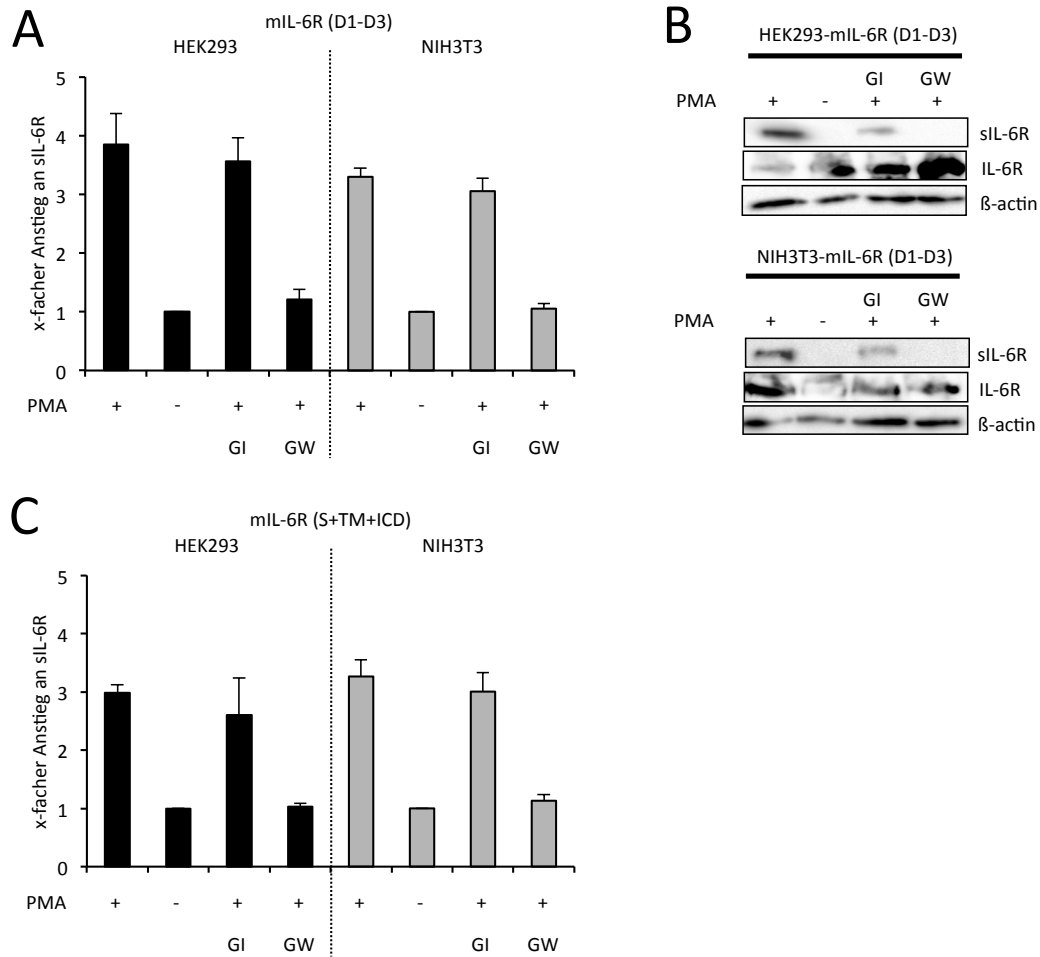 A
mIL-6R (D1-D3)
HEK293 NIH3T3
x-facher Anstieg an sIL-6R
5
4
3
2
1
0
PMA + - + + + - + +
GI GW GI GW
B
HEK293-mIL-6R (D1-D3)
GI GW
PMA + - + +
sIL-6R
IL-6R
ß-actin
NIH3T3-mIL-6R (D1-D3)
GI GW
PMA + - + +
sIL-6R
IL-6R
ß-actin
C
mIL-6R (S+TM+ICD)
HEK293 NIH3T3
x-facher Anstieg an sIL-6R
5
4
3
2
1
0
PMA + - + + + - + +
GI GW GI GW